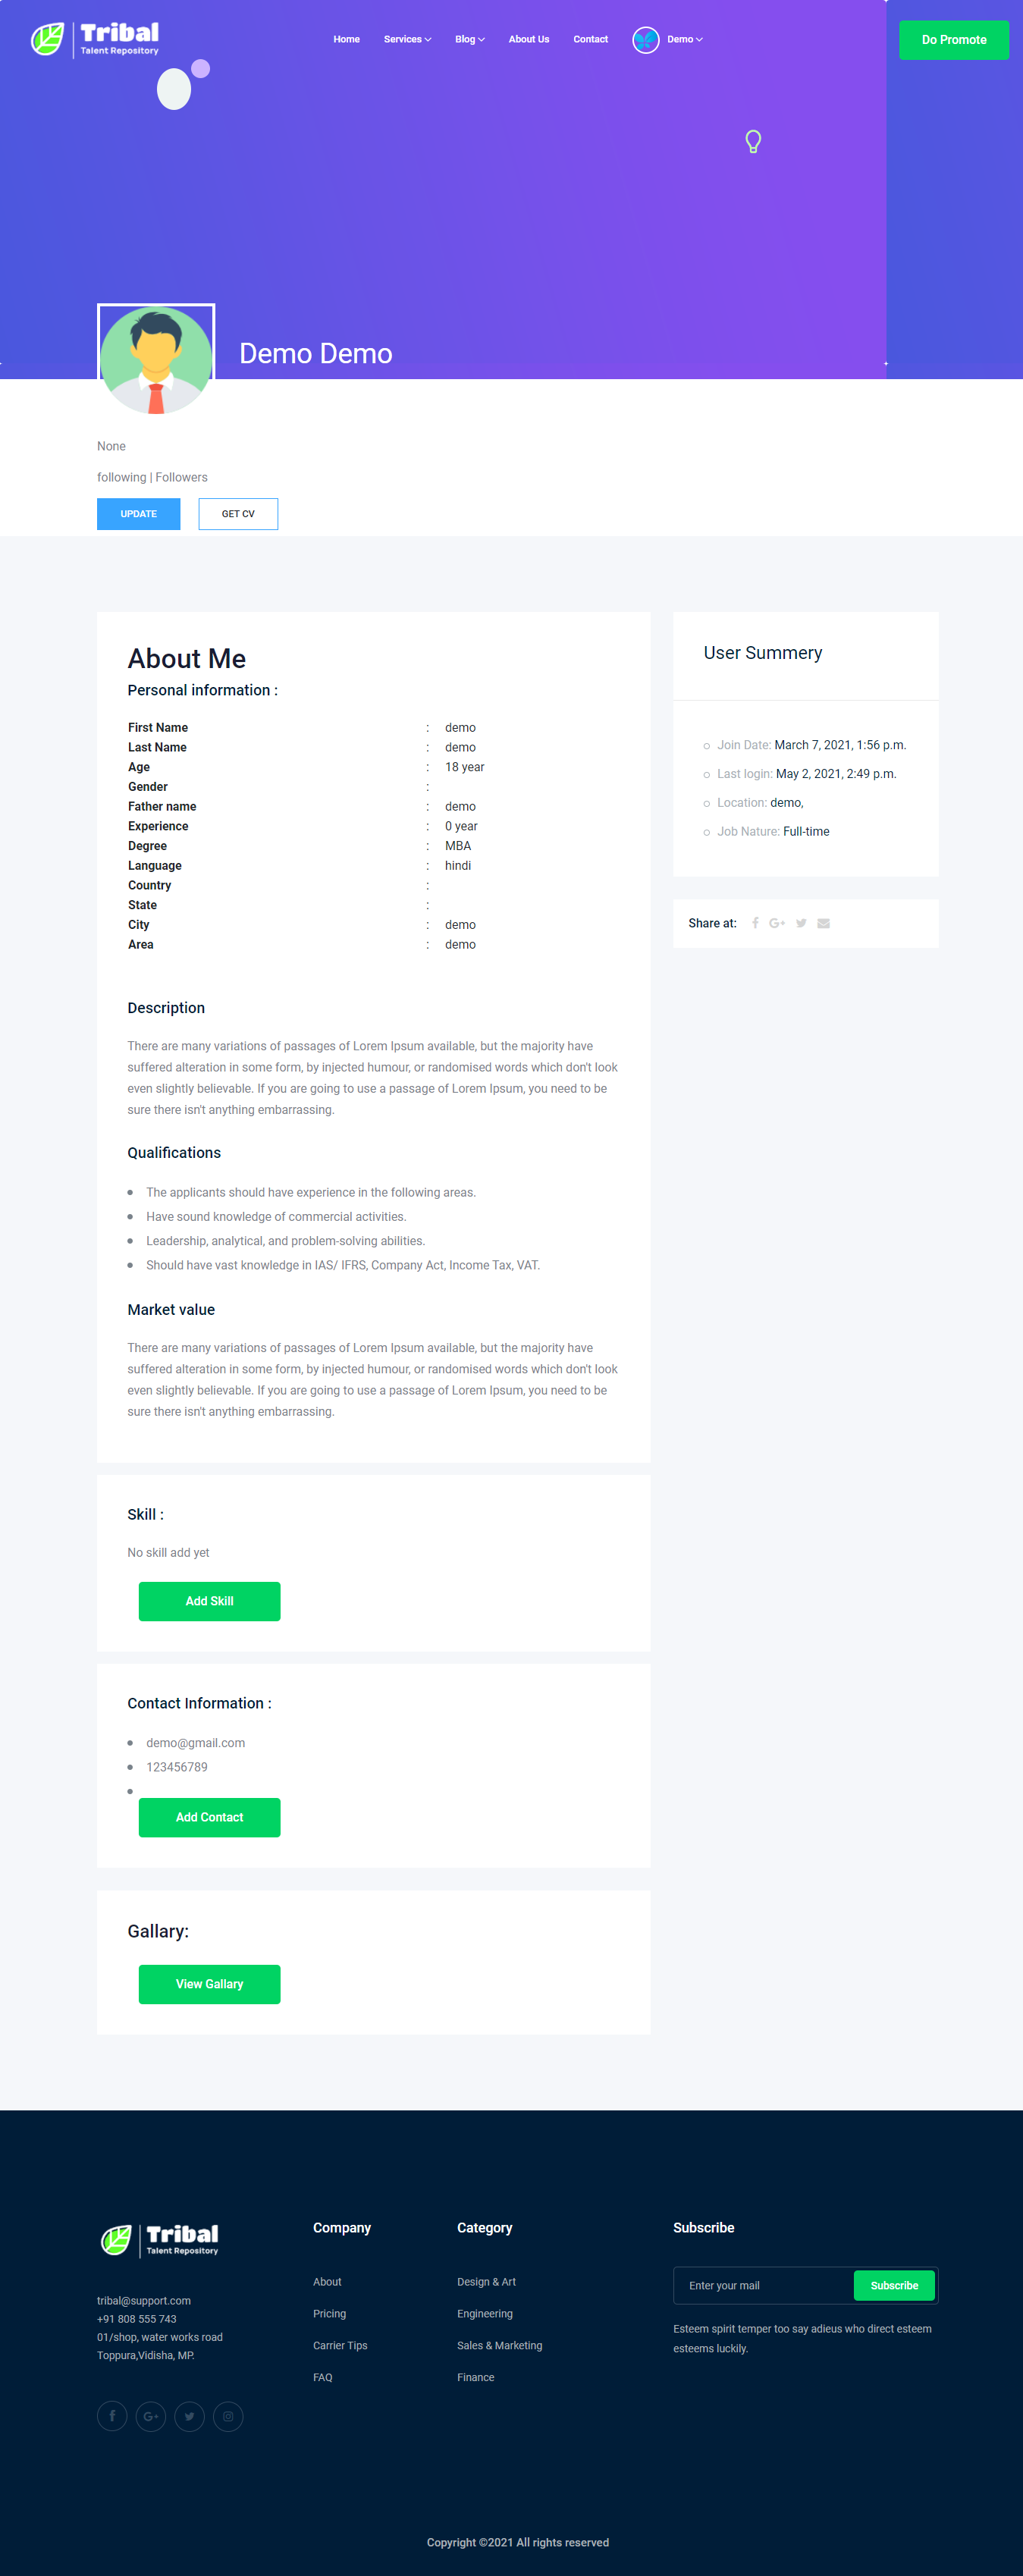 Tribal
Talent Repository
Home Services Blog About Us Contact Demo
Do Promote
Demo Demo
None
following | Followers
UPDATE GET CV
About Me
Personal information :
First Name : demo
Last Name : demo
Age : 18 year
Gender :
Father name : demo
Experience : 0 year
Degree : MBA
Language : hindi
Country :
State :
City : demo
Area : demo
Description
There are many variations of passages of Lorem Ipsum available, but the majority have
suffered alteration in some form, by injected humour, or randomised words which don't look
even slightly believable. If you are going to use a passage of Lorem Ipsum, you need to be
sure there isn't anything embarrassing.
Qualifications
The applicants should have experience in the following areas.
Have sound knowledge of commercial activities.
Leadership, analytical, and problem-solving abilities.
Should have vast knowledge in IAS/ IFRS, Company Act, Income Tax, VAT.
Market value
There are many variations of passages of Lorem Ipsum available, but the majority have
suffered alteration in some form, by injected humour, or randomised words which don't look
even slightly believable. If you are going to use a passage of Lorem Ipsum, you need to be
sure there isn't anything embarrassing.
Skill :
No skill add yet
Add Skill
Contact Information :
demo@gmail.com
123456789
Add Contact
Gallary:
View Gallary
User Summery
Join Date: March 7, 2021, 1:56 p.m.
Last login: May 2, 2021, 2:49 p.m.
Location: demo,
Job Nature: Full-time
Share at:
Tribal
Talent Repository
tribal@support.com
+91 808 555 743
01/shop, water works road
Toppura,Vidisha, MP.
Company
About
Pricing
Carrier Tips
FAQ
Category
Design & Art
Engineering
Sales & Marketing
Finance
Subscribe
Enter your mail Subscribe
Esteem spirit temper too say adieus who direct esteem
esteems luckily.
Copyright ©2021 All rights reserved